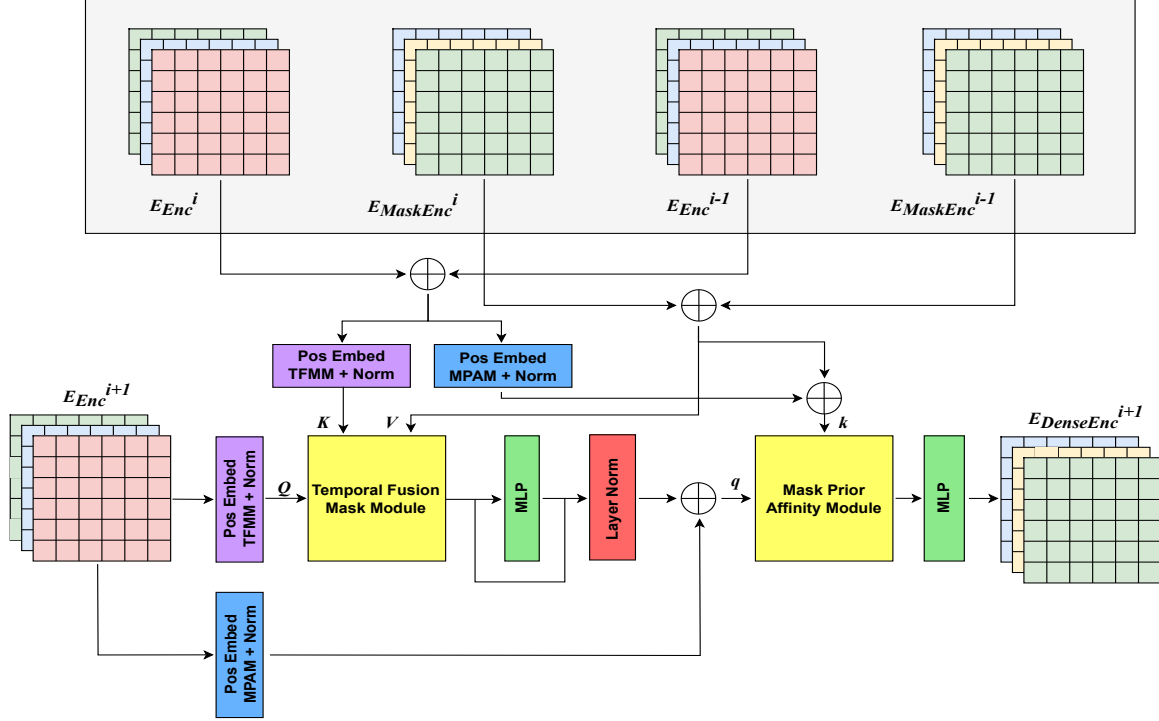 E_Enc^i
E_MaskEnc^i
E_Enc^i-1
E_MaskEnc^i-1
Pos Embed
TFMM + Norm
Pos Embed
MPAM + Norm
E_Enc^i+1
K
V
k
E_DenseEnc^i+1
Pos Embed
TFMM + Norm
Q
Temporal Fusion
Mask Module
MLP
Layer Norm
q
Mask Prior
Affinity Module
MLP
Pos Embed
MPAM + Norm